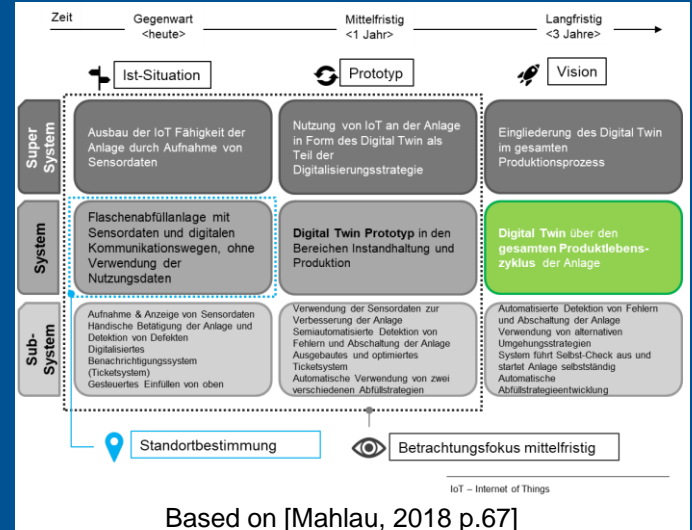 Zeit
Gegenwart
<heute>
Mittelfristig
<1 Jahr>
Langfristig
<3 Jahre>
Ist-Situation
Prototyp
Vision
Super
System
Ausbau der IoT Fähigkeit der
Anlage durch Aufnahme von
Sensordaten
Nutzung von IoT an der Anlage
in Form des Digital Twin als
Teil der
Digitalisierungsstrategie
Eingliederung des Digital Twin
im gesamten
Produktionsprozess
System
Flaschenabfüllanlage mit
Sensordaten und digitalen
Kommunikationswegen, ohne
Verwendung der
Nutzungsdaten
Digital Twin Prototyp in den
Bereichen Instandhaltung und
Produktion
Digital Twin über den
gesamten Produktlebens-
zyklus der Anlage
Sub-
System
Aufnahme & Anzeige von Sensordaten
Händische Betätigung der Anlage und
Detektion von Defekten
Digitalisiertes
Benachrichtigungssystem
(Ticketsystem)
Gesteuertes Einfüllen von oben
Verwendung der Sensordaten zur
Verbesserung der Anlage
Semiautomatisierte Detektion von
Fehlern und Abschaltung der Anlage
Ausgebautes und optimiertes
Ticketsystem
Automatische Verwendung von zwei
verschiedenen Abfüllstrategien
Automatisierte Detektion von Fehlern
und Abschaltung der Anlage
Verwendung von alternativen
Umgehungsstrategien
System führt Selbst-Check aus und
startet Anlage selbstständig
Automatische
Abfüllstrategieentwicklung
Standortbestimmung
Betrachtungsfokus mittelfristig
IoT – Internet of Things
Based on [Mahlau, 2018 p.67]